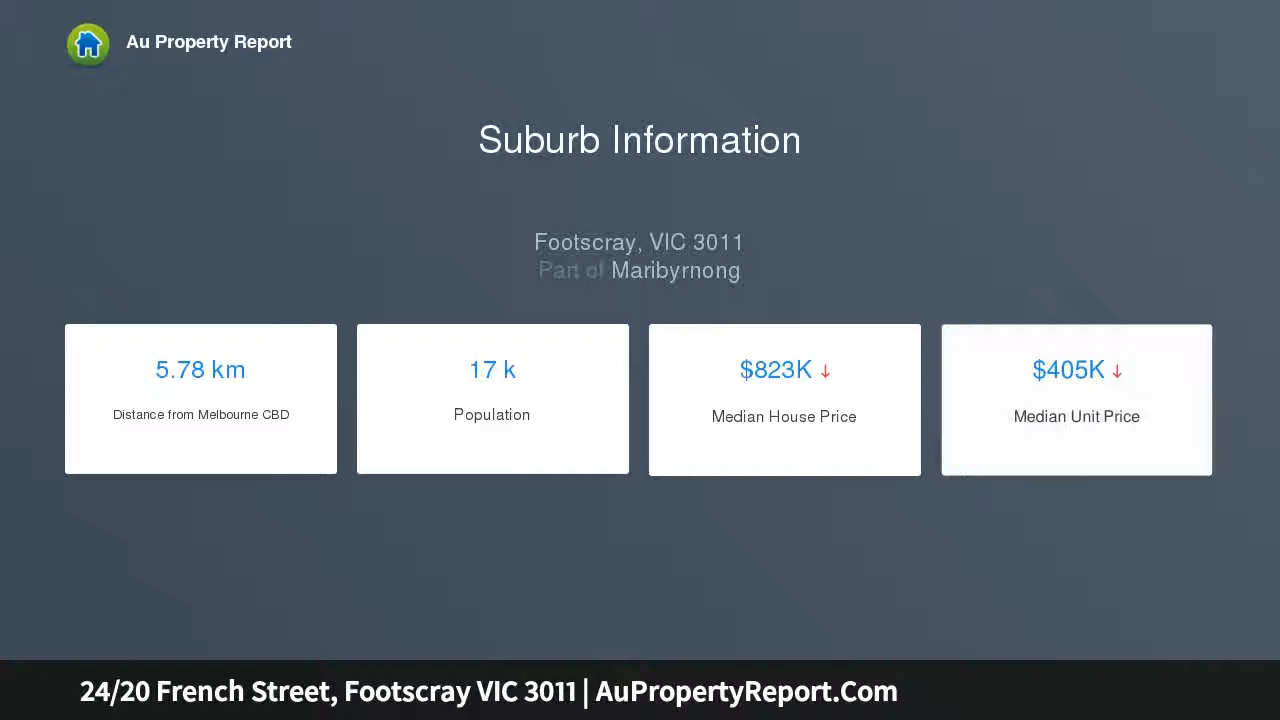 Au Property Report
Suburb Information
Footscray, VIC 3011
Part of Maribyrnong
5.78 km
Distance from Melbourne CBD
17 k
Population
$823K ↓
Median House Price
$405K ↓
Median Unit Price
24/20 French Street, Footscray VIC 3011 | AuPropertyReport.Com